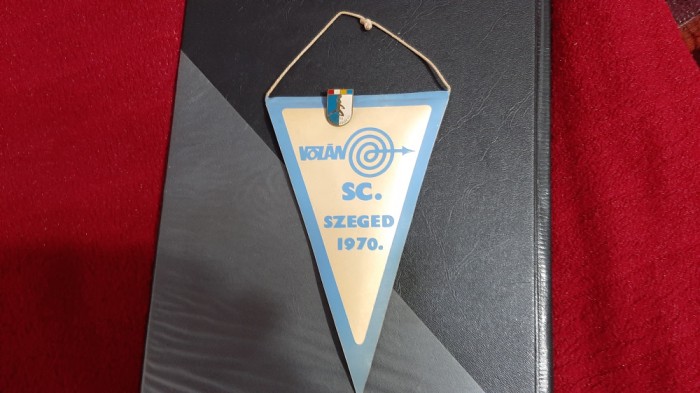 VOLÁN
SC.
SZEGED
1970.